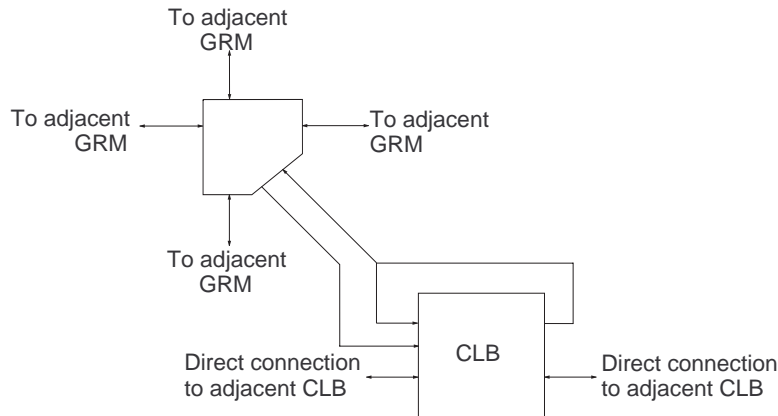 To adjacent
GRM
To adjacent
GRM
To adjacent
GRM
To adjacent
GRM
CLB
Direct connection
to adjacent CLB
Direct connection
to adjacent CLB